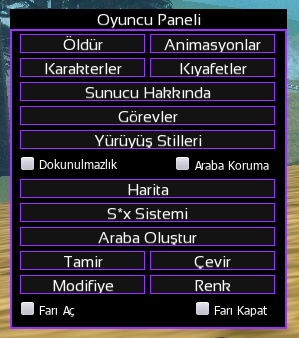 Oyuncu Paneli
Öldür Animasyonlar
Karakterler Kıyafetler
Sunucu Hakkında
Görevler
Yürüyüş Stilleri
Dokunulmazlık Araba Koruma
Harita
S*x Sistemi
Araba Oluştur
Tamir Çevir
Modifiye Renk
Farı Aç Farı Kapat